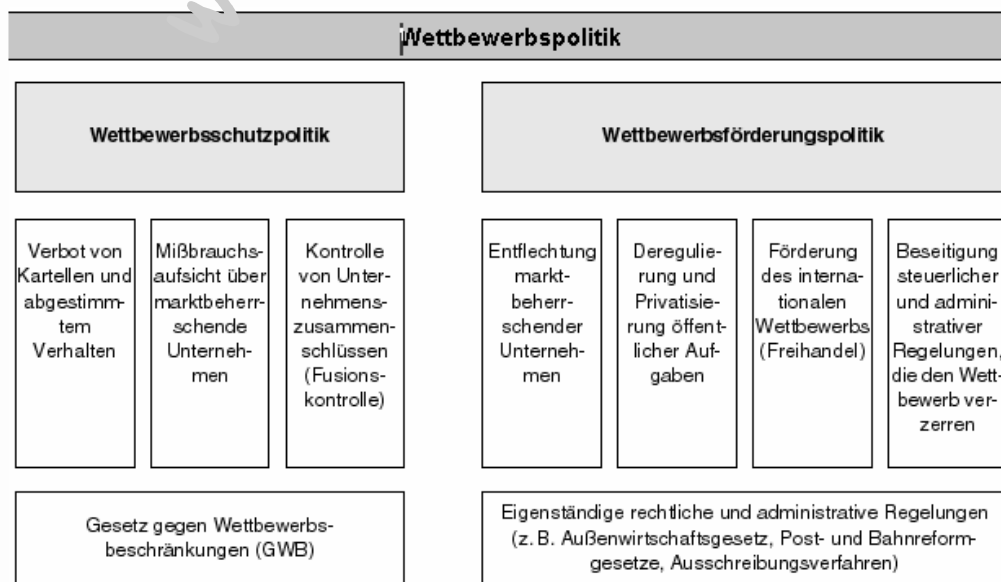 Wettbewerbspolitik
Wettbewerbsschutzpolitik
Verbot von
Kartellen und
abgestimm-
tem
Verhalten
Mißbrauchs-
aufsicht über
marktbeherr-
schende
Unterneh-
men
Kontrolle
von Unter-
nehmens-
zusammen-
schlüssen
(Fusions-
kontrolle)
Gesetz gegen Wettbewerbs-
beschränkungen (GWB)
Wettbewerbsförderungspolitik
Entflechtung
markt-
beherr-
schender
Unterneh-
men
Deregulie-
rung und
Privatisie-
rung öffent-
licher Auf-
gaben
Förderung
des interna-
tionalen
Wettbewerbs
(Freihandel)
Beseitigung
steuerlicher
und admini-
strativer
Regelungen,
die den Wett-
bewerb ver-
zerren
Eigenständige rechtliche und administrative Regelungen
(z. B. Außenwirtschaftsgesetz, Post- und Bahnreform-
gesetze, Ausschreibungsverfahren)